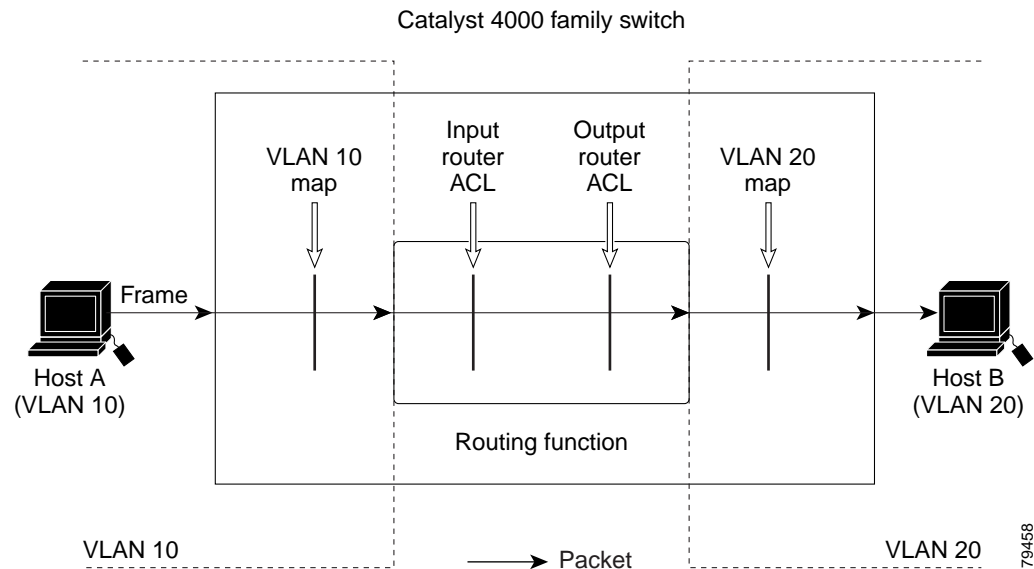 Catalyst 4000 family switch
VLAN 10
map
Input
router
ACL
Output
router
ACL
VLAN 20
map
Frame
Host A
(VLAN 10)
Host B
(VLAN 20)
Routing function
VLAN 10
Packet
VLAN 20
79458